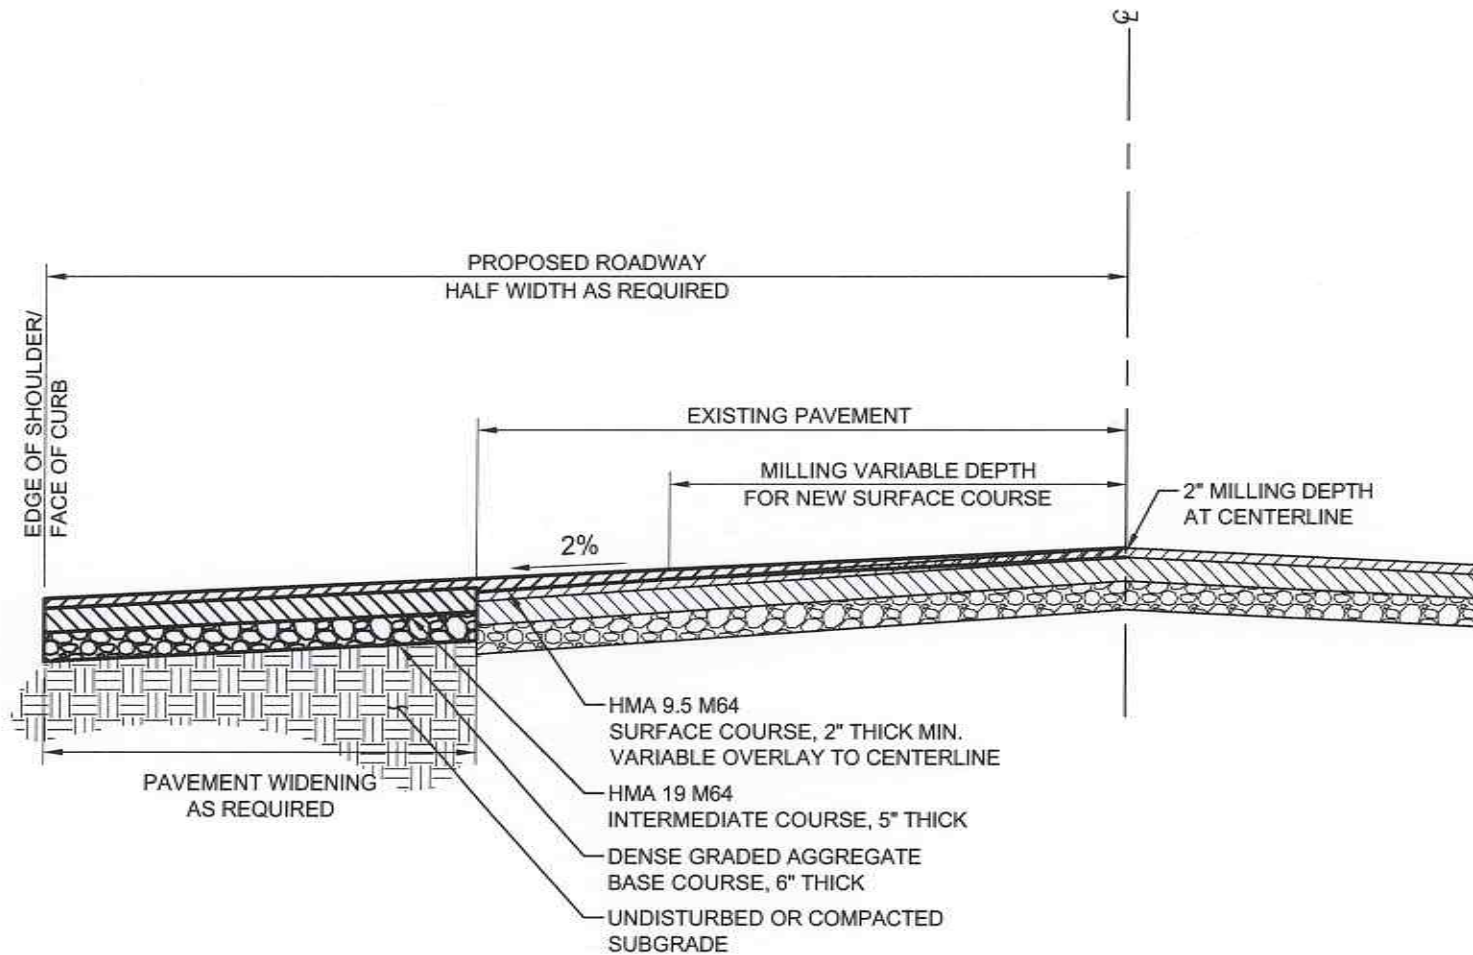 ℄
PROPOSED ROADWAY
HALF WIDTH AS REQUIRED
EDGE OF SHOULDER/
FACE OF CURB
EXISTING PAVEMENT
MILLING VARIABLE DEPTH
FOR NEW SURFACE COURSE
2" MILLING DEPTH
AT CENTERLINE
2%
HMA 9.5 M64
SURFACE COURSE, 2" THICK MIN.
VARIABLE OVERLAY TO CENTERLINE
PAVEMENT WIDENING
AS REQUIRED
HMA 19 M64
INTERMEDIATE COURSE, 5" THICK
DENSE GRADED AGGREGATE
BASE COURSE, 6" THICK
UNDISTURBED OR COMPACTED
SUBGRADE